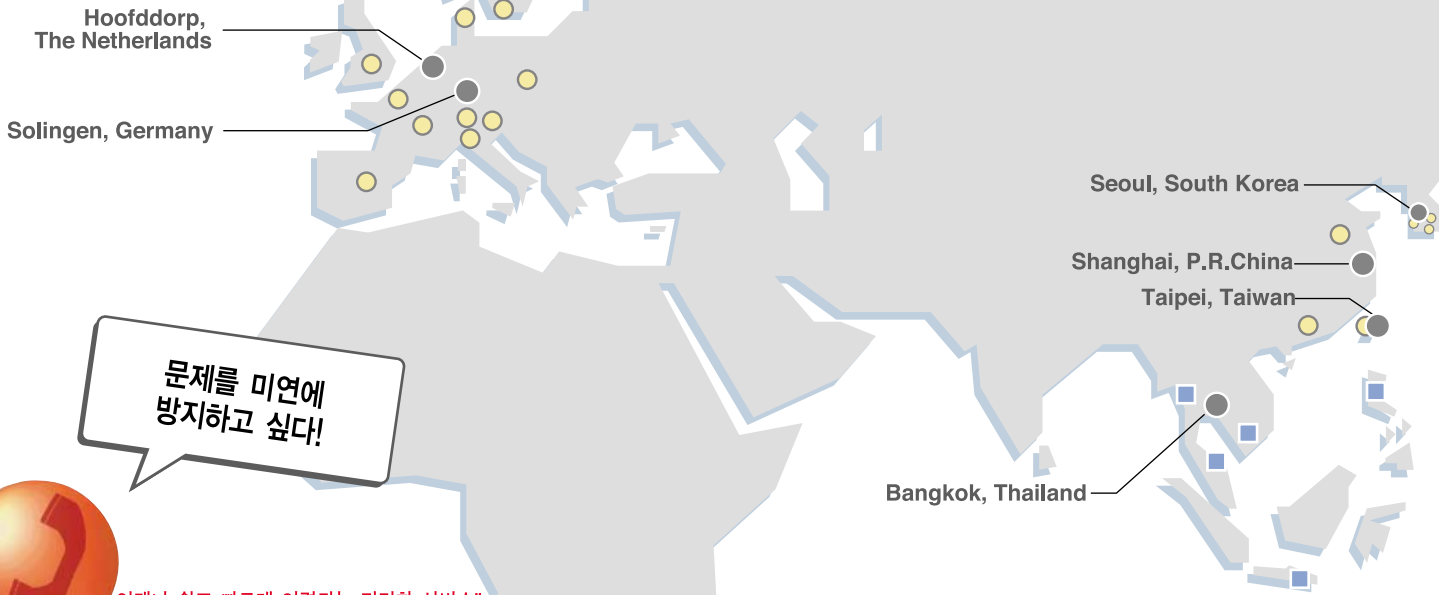 Hoofddorp,
The Netherlands
Solingen, Germany
Seoul, South Korea
Shanghai, P.R.China
Taipei, Taiwan
문제를 미연에
방지하고 싶다!
Bangkok, Thailand